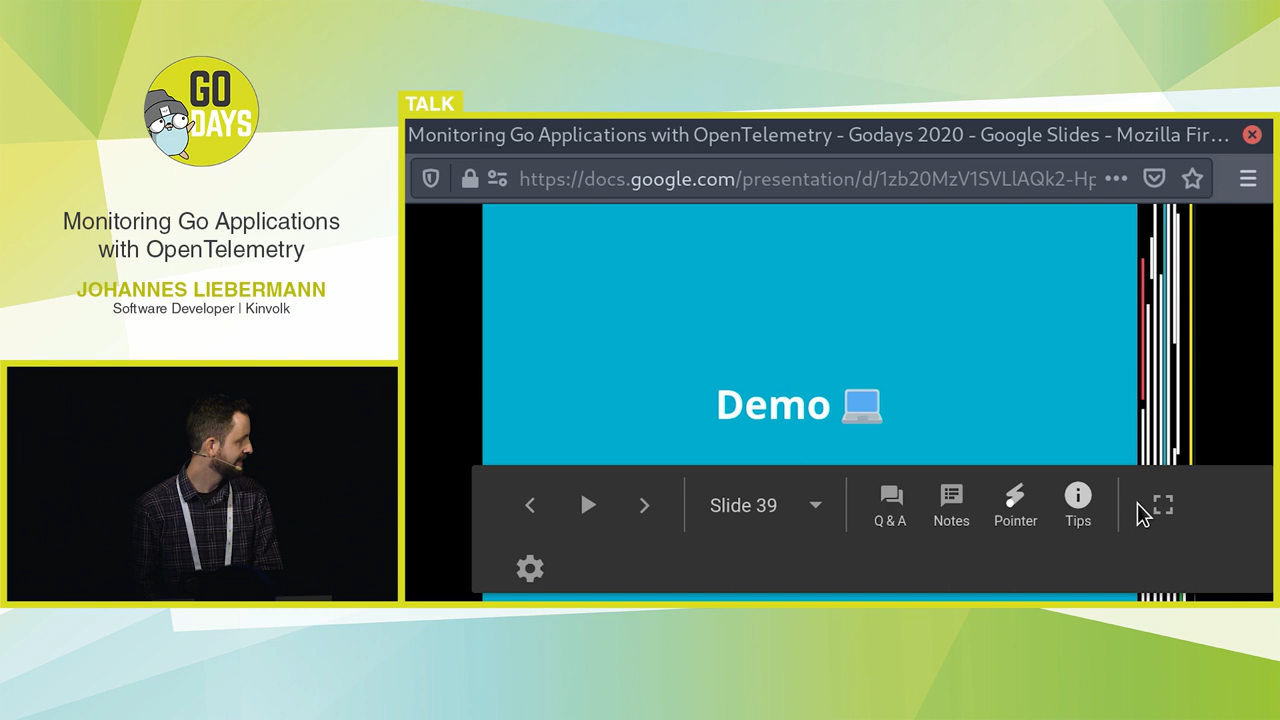 GO
DAYS
Monitoring Go Applications
with OpenTelemetry
JOHANNES LIEBERMANN
Software Developer | Kinvolk
TALK
Monitoring Go Applications with OpenTelemetry - Godays 2020 - Google Slides - Mozilla Fir...
https://docs.google.com/presentation/d/1zb20MzV1SVLlAQk2-Hp
Demo 💻
Slide 39
Q & A
Notes
Pointer
Tips